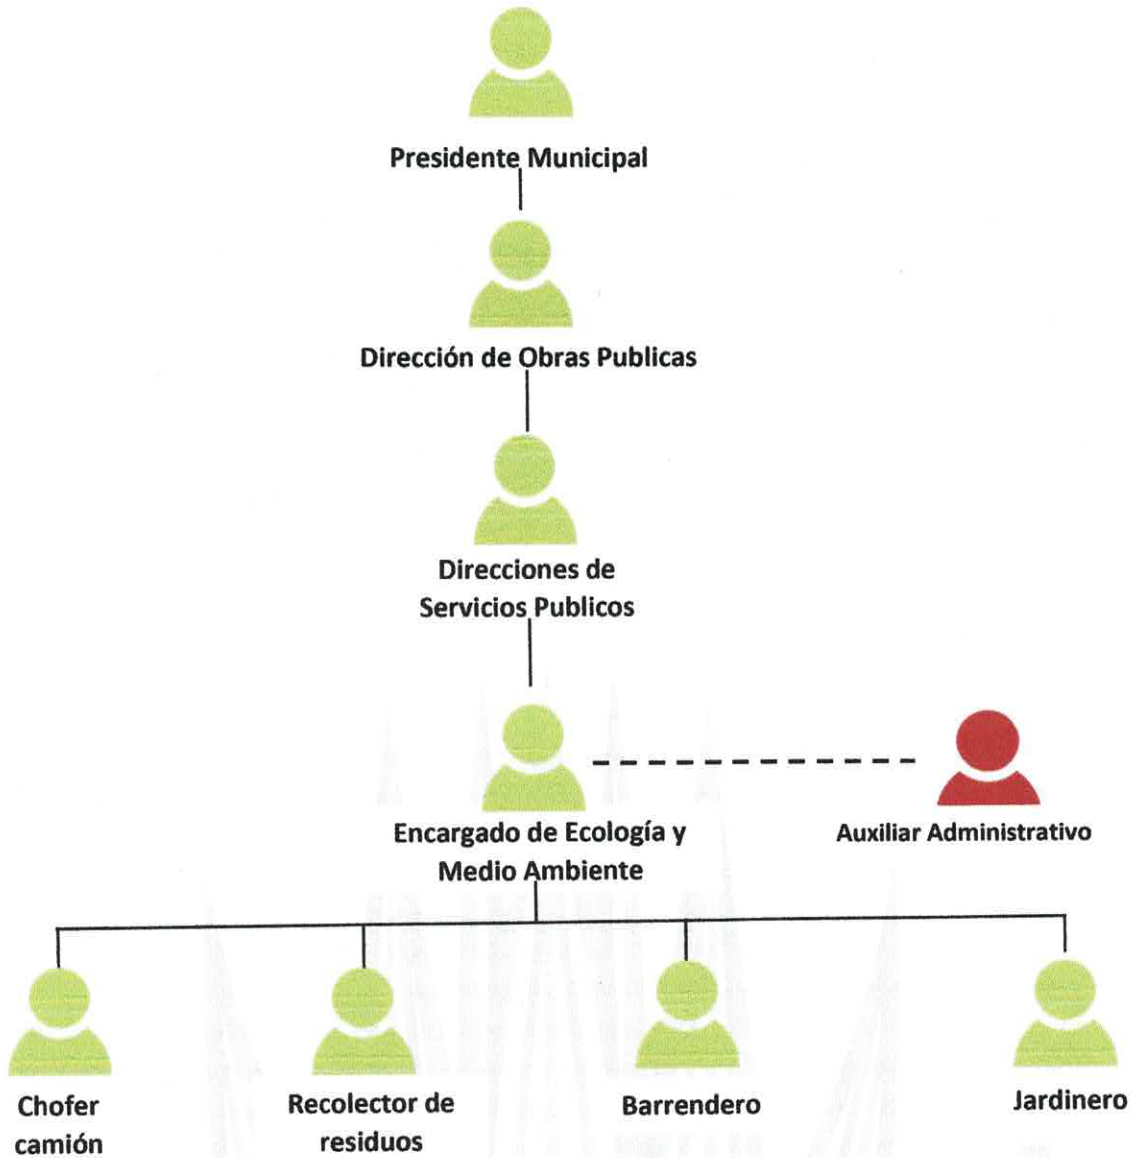 Presidente Municipal
Dirección de Obras Publicas
Direcciones de
Servicios Publicos
Encargado de Ecología y
Medio Ambiente
Auxiliar Administrativo
Chofer
camión
Recolector de
residuos
Barrendero
Jardinero